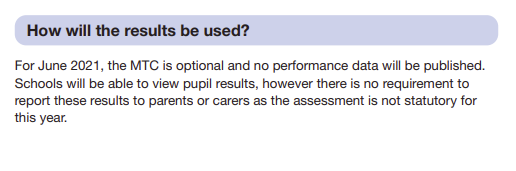 How will the results be used?
For June 2021, the MTC is optional and no performance data will be published.
Schools will be able to view pupil results, however there is no requirement to
report these results to parents or carers as the assessment is not statutory for
this year.